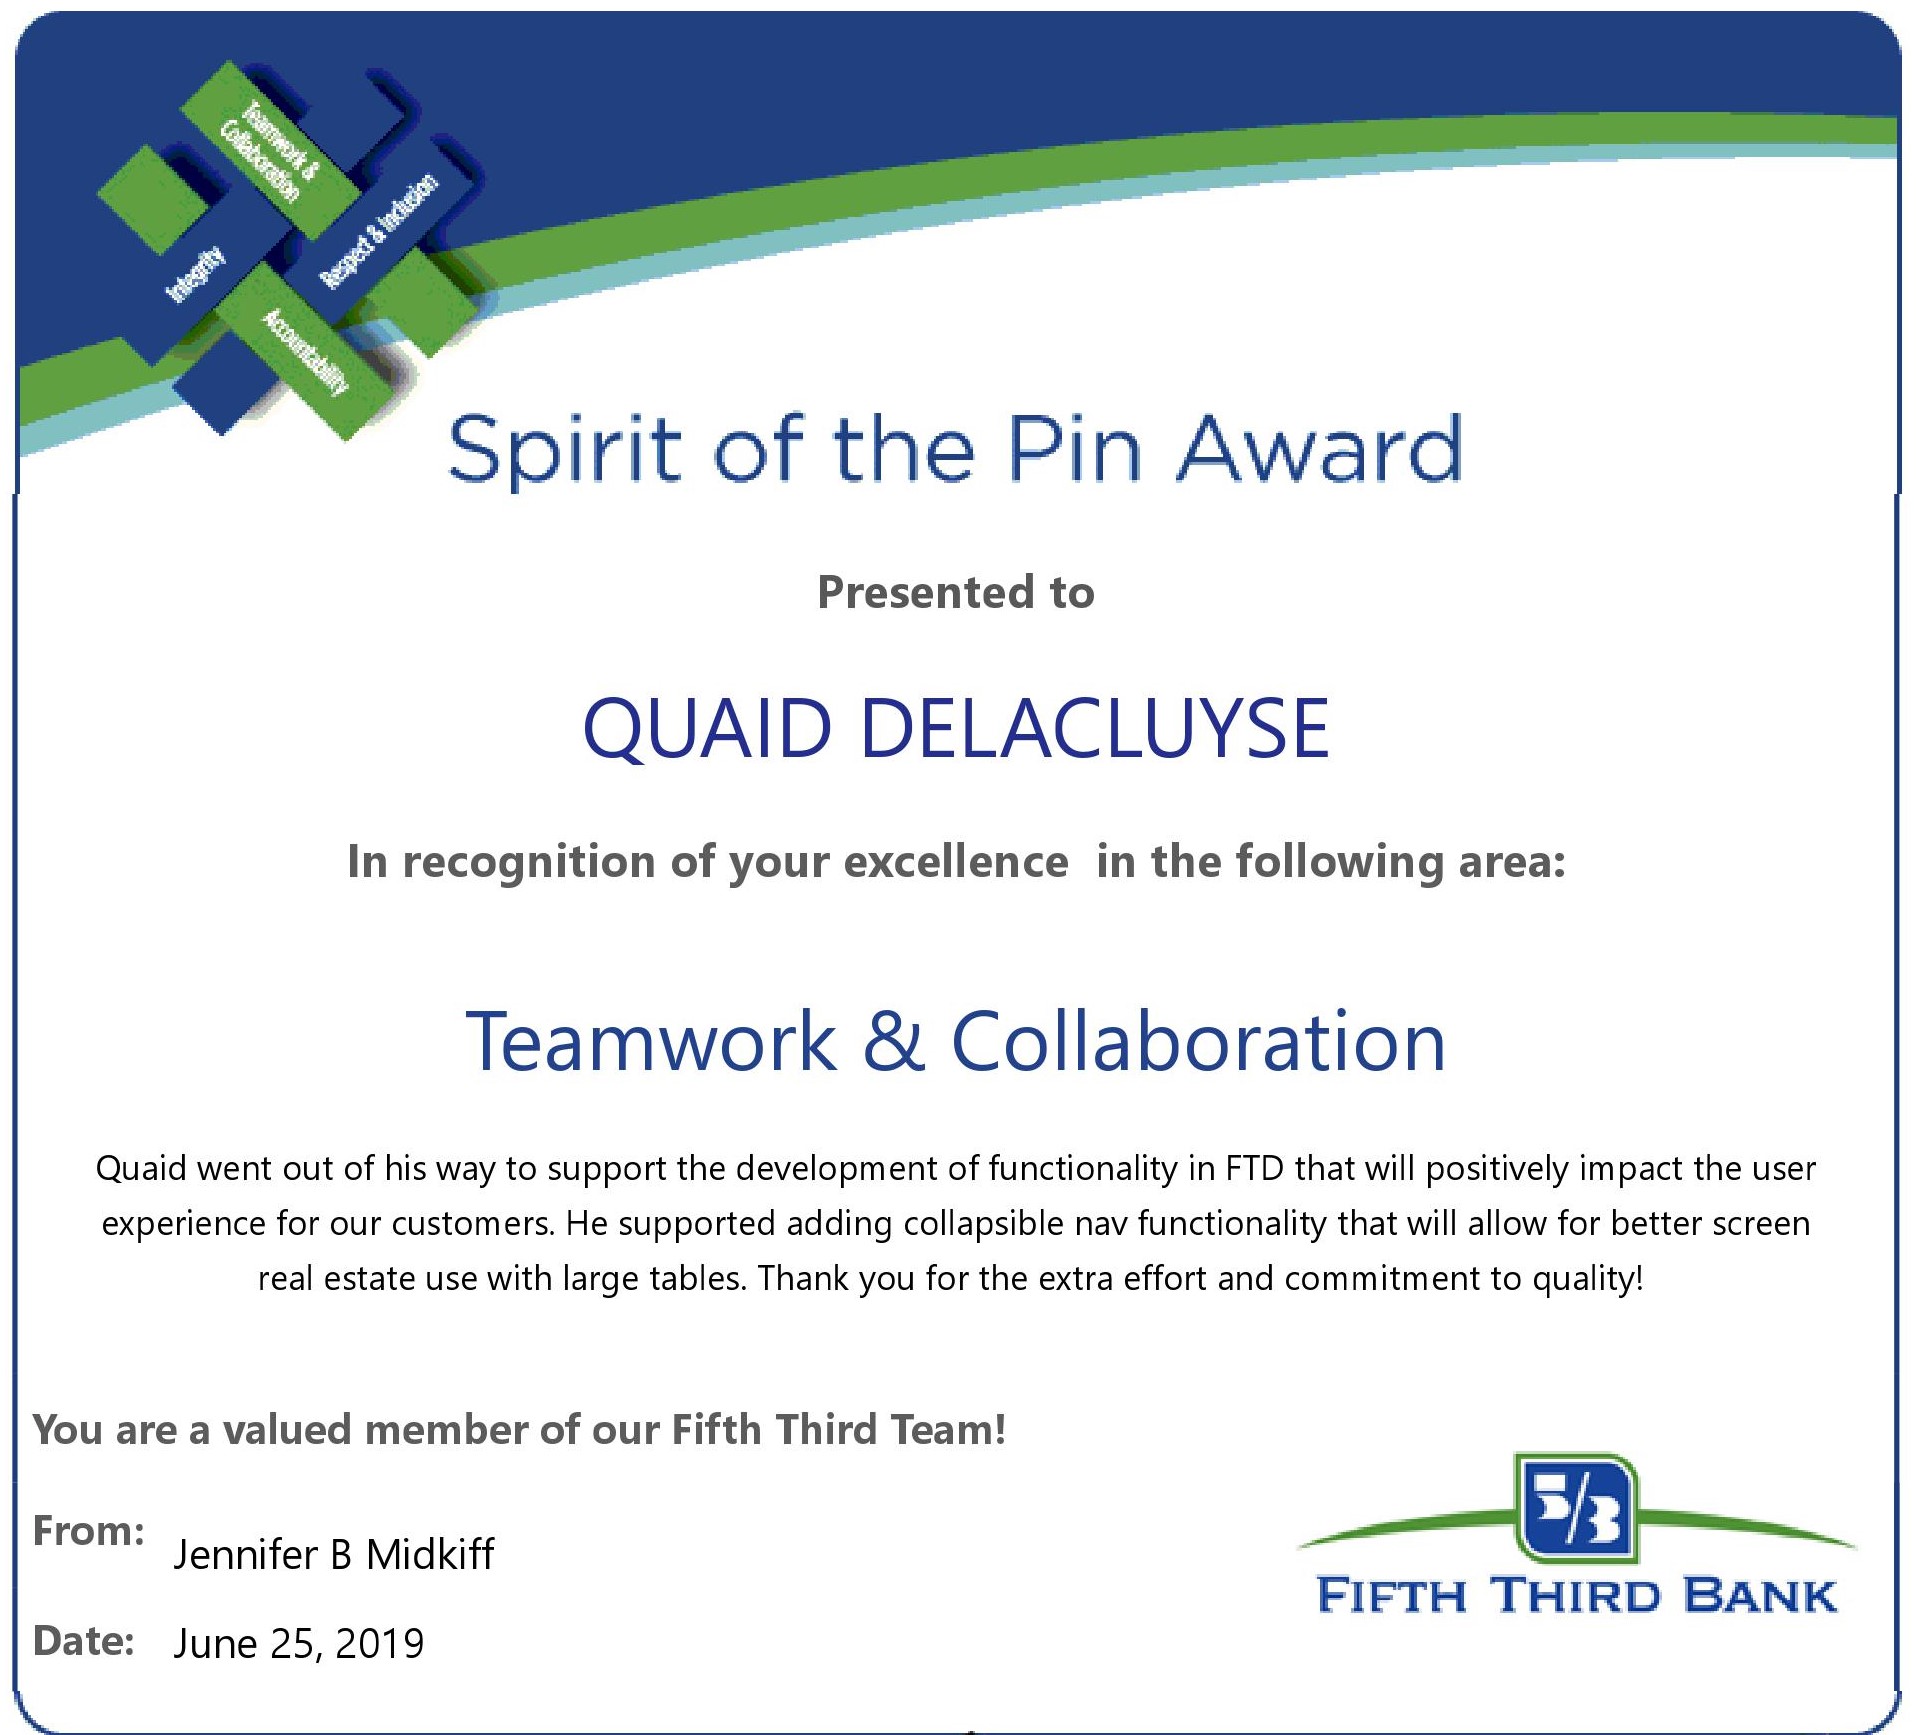 Teamwork &
Collaboration
Integrity
Respect & Inclusion
Accountability
Spirit of the Pin Award
Presented to
QUAID DELACLUYSE
In recognition of your excellence  in the following area:
Teamwork & Collaboration
Quaid went out of his way to support the development of functionality in FTD that will positively impact the user
experience for our customers. He supported adding collapsible nav functionality that will allow for better screen
real estate use with large tables. Thank you for the extra effort and commitment to quality!
You are a valued member of our Fifth Third Team!
From: Jennifer B Midkiff
Date: June 25, 2019
5/3
FIFTH THIRD BANK